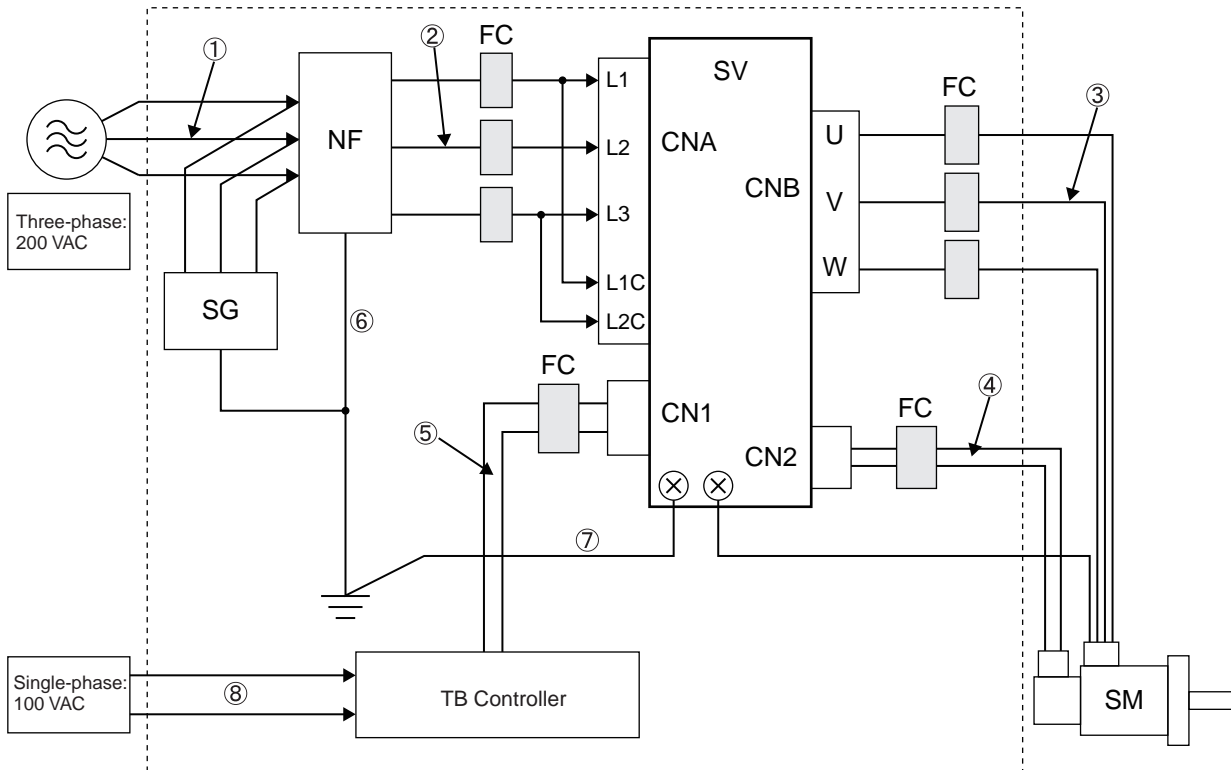 ①
②
FC
SV
FC
③
NF
L1
L2
L3
L1C
L2C
CNA
CNB
U
V
W
Three-phase:
200 VAC
SG
⑥
FC
CN1
⑤
CN2
FC
④
⑦
Single-phase:
100 VAC
⑧
TB Controller
SM